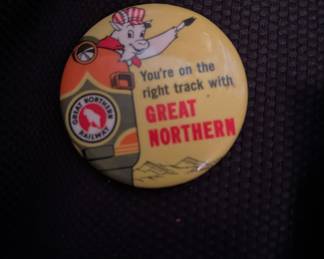 You're on the
right track with
GREAT
NORTHERN
GREAT NORTHERN
RAILWAY